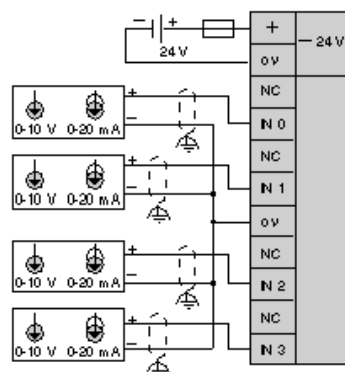 − + +
24 V
— 24V
0V
NC
+
0-10 V 0-20 mA − IN 0
NC
+
0-10 V 0-20 mA − IN 1
0V
NC
+
0-10 V 0-20 mA − IN 2
NC
+
0-10 V 0-20 mA − IN 3